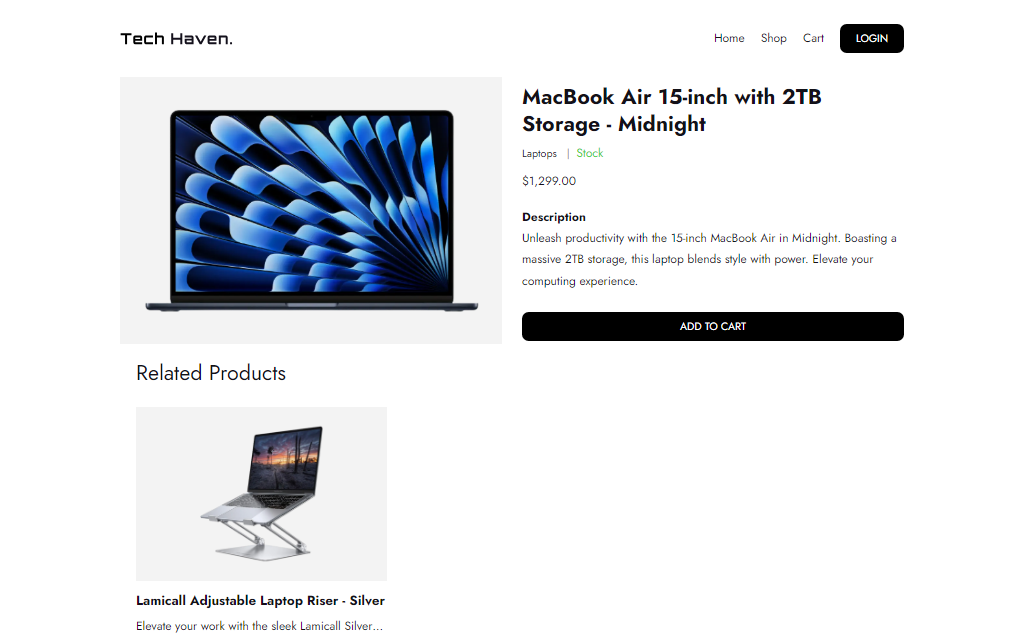 Tech Haven.
Home Shop Cart LOGIN
MacBook Air 15-inch with 2TB
Storage - Midnight
Laptops | Stock
$1,299.00
Description
Unleash productivity with the 15-inch MacBook Air in Midnight. Boasting a
massive 2TB storage, this laptop blends style with power. Elevate your
computing experience.
ADD TO CART
Related Products
Lamicall Adjustable Laptop Riser - Silver
Elevate your work with the sleek Lamicall Silver...